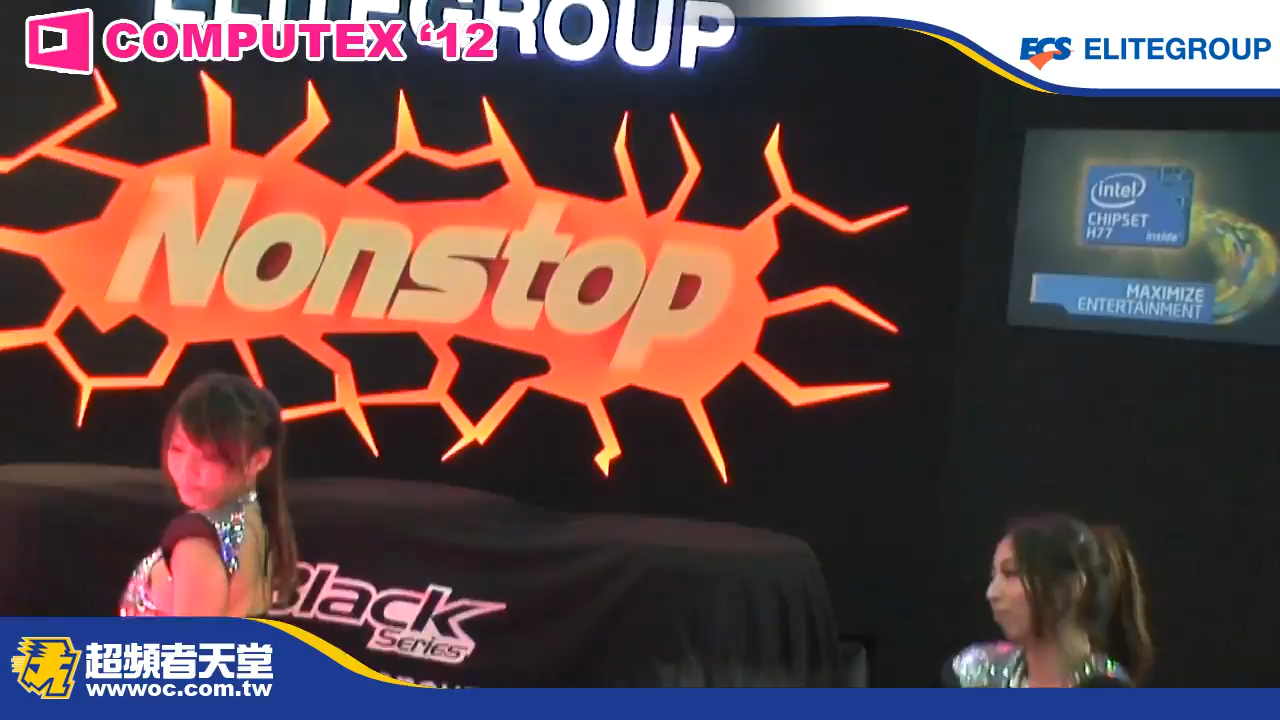 ELITEGROUP
COMPUTEX ‘12
ECS ELITEGROUP
Nonstop
intel
CHIPSET
H77
inside
MAXIMIZE
ENTERTAINMENT
Black
Series
超頻者天堂
wwwoc.com.tw